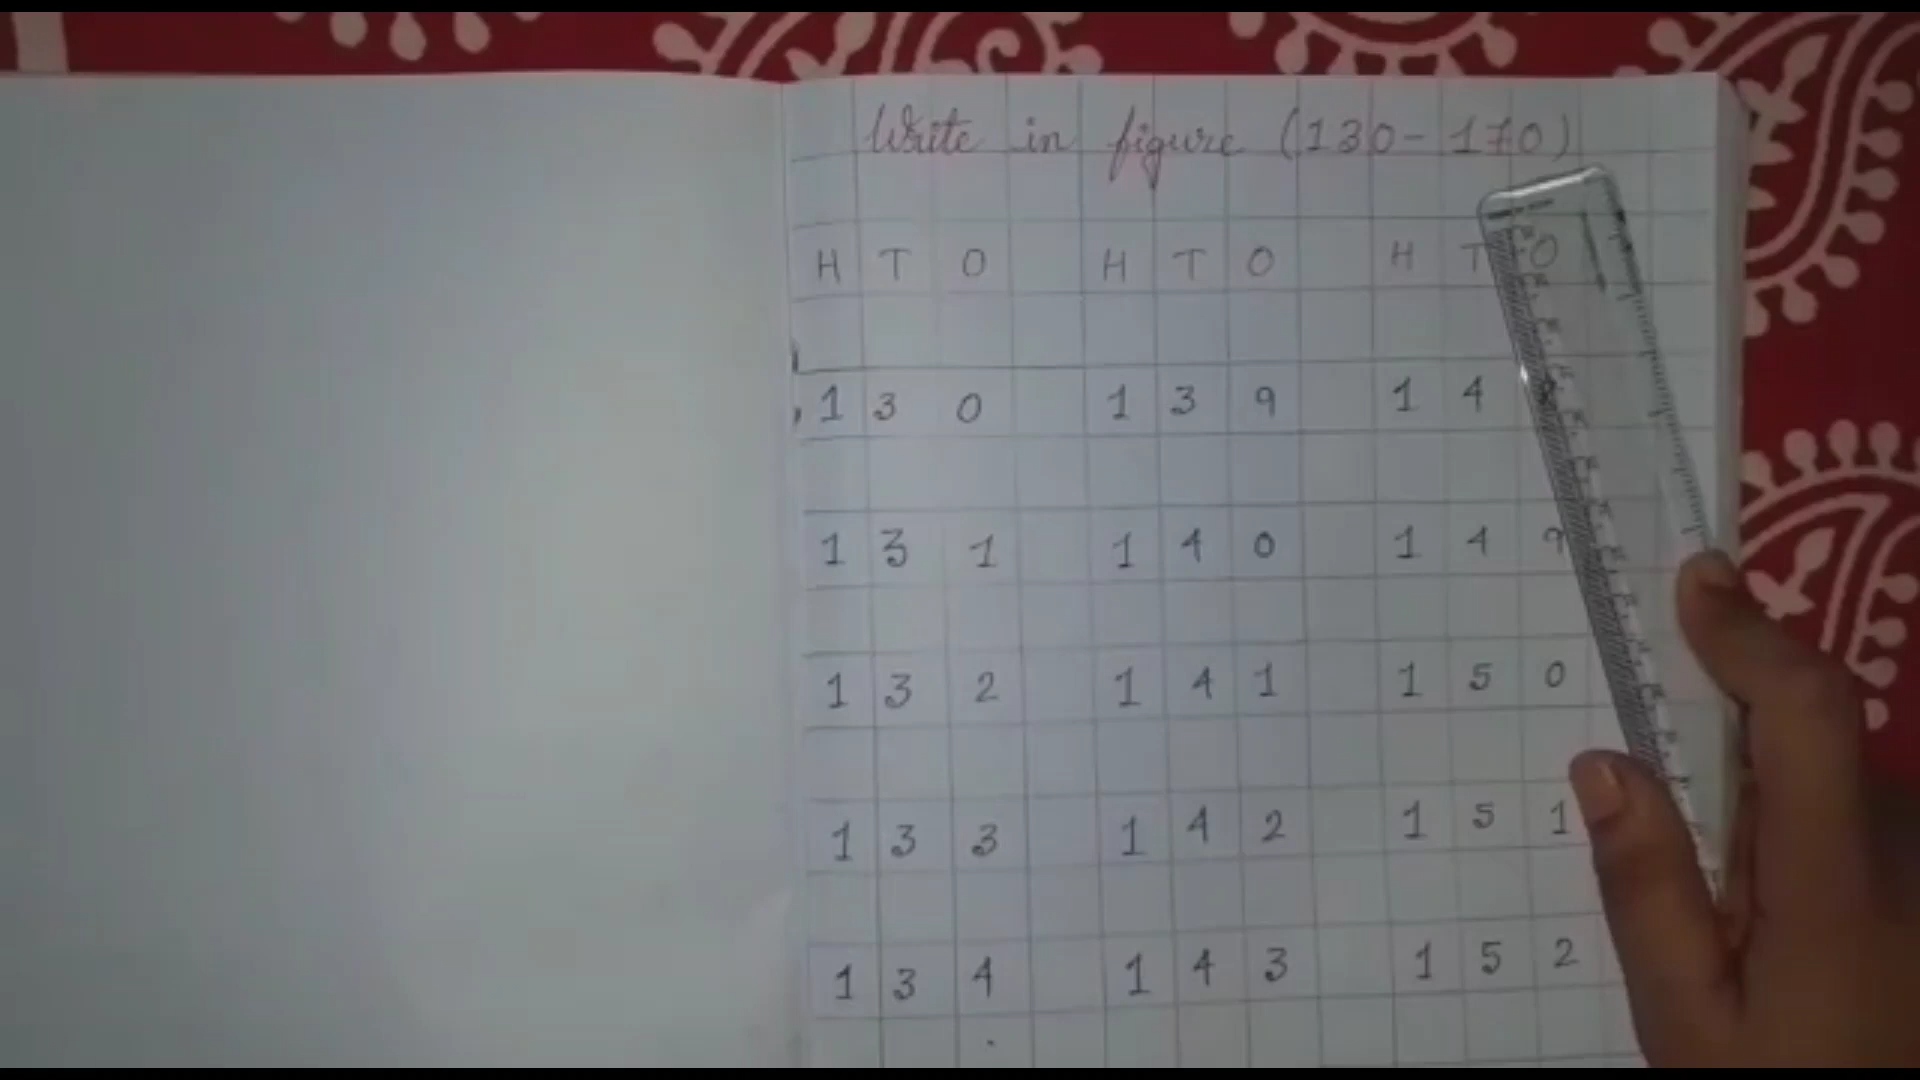 Write in figure (130-170)
H T O H T O H T O
1 3 0 1 3 9 1 4 8
1 3 1 1 4 0 1 4 9
1 3 2 1 4 1 1 5 0
1 3 3 1 4 2 1 5 1
1 3 4 1 4 3 1 5 2